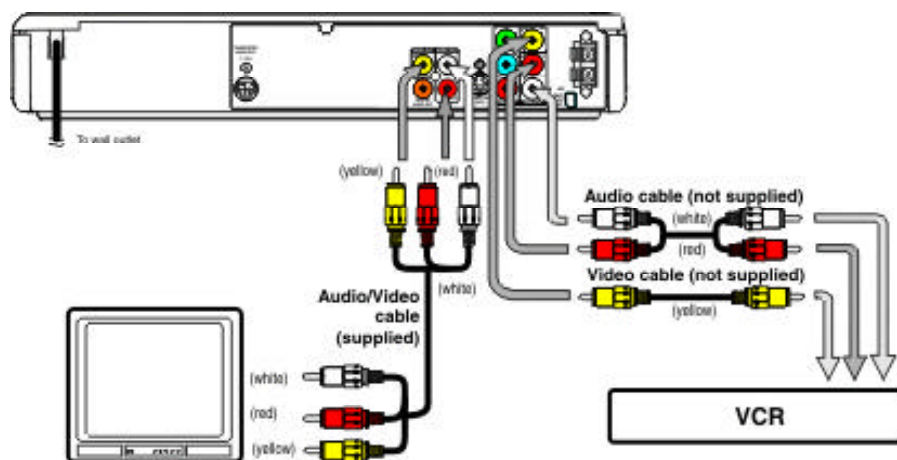 To wall outlet
(yellow)
(red)
Audio cable (not supplied)
(white)
(red)
Video cable (not supplied)
(yellow)
(white)
Audio/Video
cable
(supplied)
(white)
(red)
(yellow)
VCR